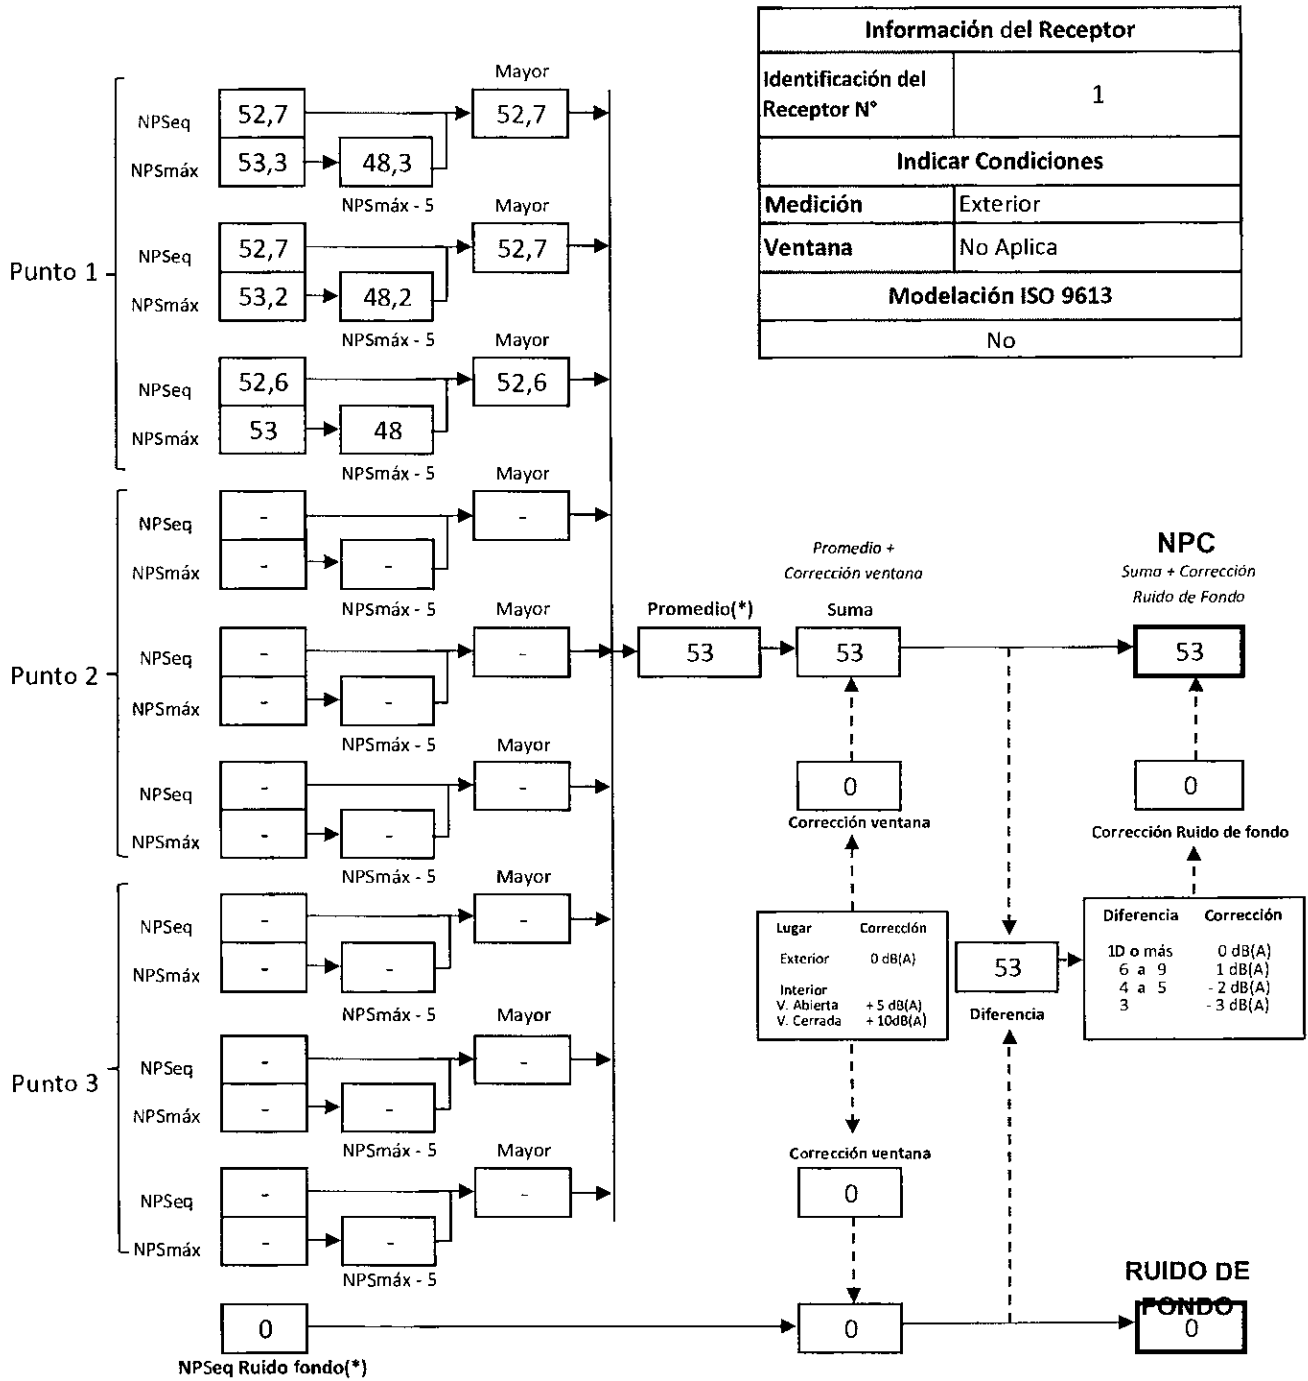 Información del Receptor
Identificación del
Receptor N°
1
Indicar Condiciones
Medición
Exterior
Ventana
No Aplica
Modelación ISO 9613
No
Punto 1
Mayor
NPSeq
52,7
52,7
NPSmáx
53,3
48,3
NPSmáx - 5
Mayor
NPSeq
52,7
52,7
NPSmáx
53,2
48,2
NPSmáx - 5
Mayor
NPSeq
52,6
52,6
NPSmáx
53
48
NPSmáx - 5
Punto 2
Mayor
NPSeq
-
-
NPSmáx
-
-
NPSmáx - 5
Mayor
NPSeq
-
-
NPSmáx
-
-
NPSmáx - 5
Mayor
NPSeq
-
-
NPSmáx
-
-
NPSmáx - 5
Punto 3
Mayor
NPSeq
-
-
NPSmáx
-
-
NPSmáx - 5
Mayor
NPSeq
-
-
NPSmáx
-
-
NPSmáx - 5
Mayor
NPSeq
-
-
NPSmáx
-
-
NPSmáx - 5
0
NPSeq Ruido fondo(*)
Promedio(*)
53
Promedio +
Corrección ventana
Suma
53
0
Corrección ventana
Lugar Corrección
Exterior 0 dB(A)
Interior
V. Abierta + 5 dB(A)
V. Cerrada + 10dB(A)
Corrección ventana
0
0
53
Diferencia
NPC
Suma + Corrección
Ruido de Fondo
53
0
Corrección Ruido de fondo
Diferencia Corrección
1D o más 0 dB(A)
6 a 9 1 dB(A)
4 a 5 - 2 dB(A)
3 - 3 dB(A)
RUIDO DE
FONDO
0